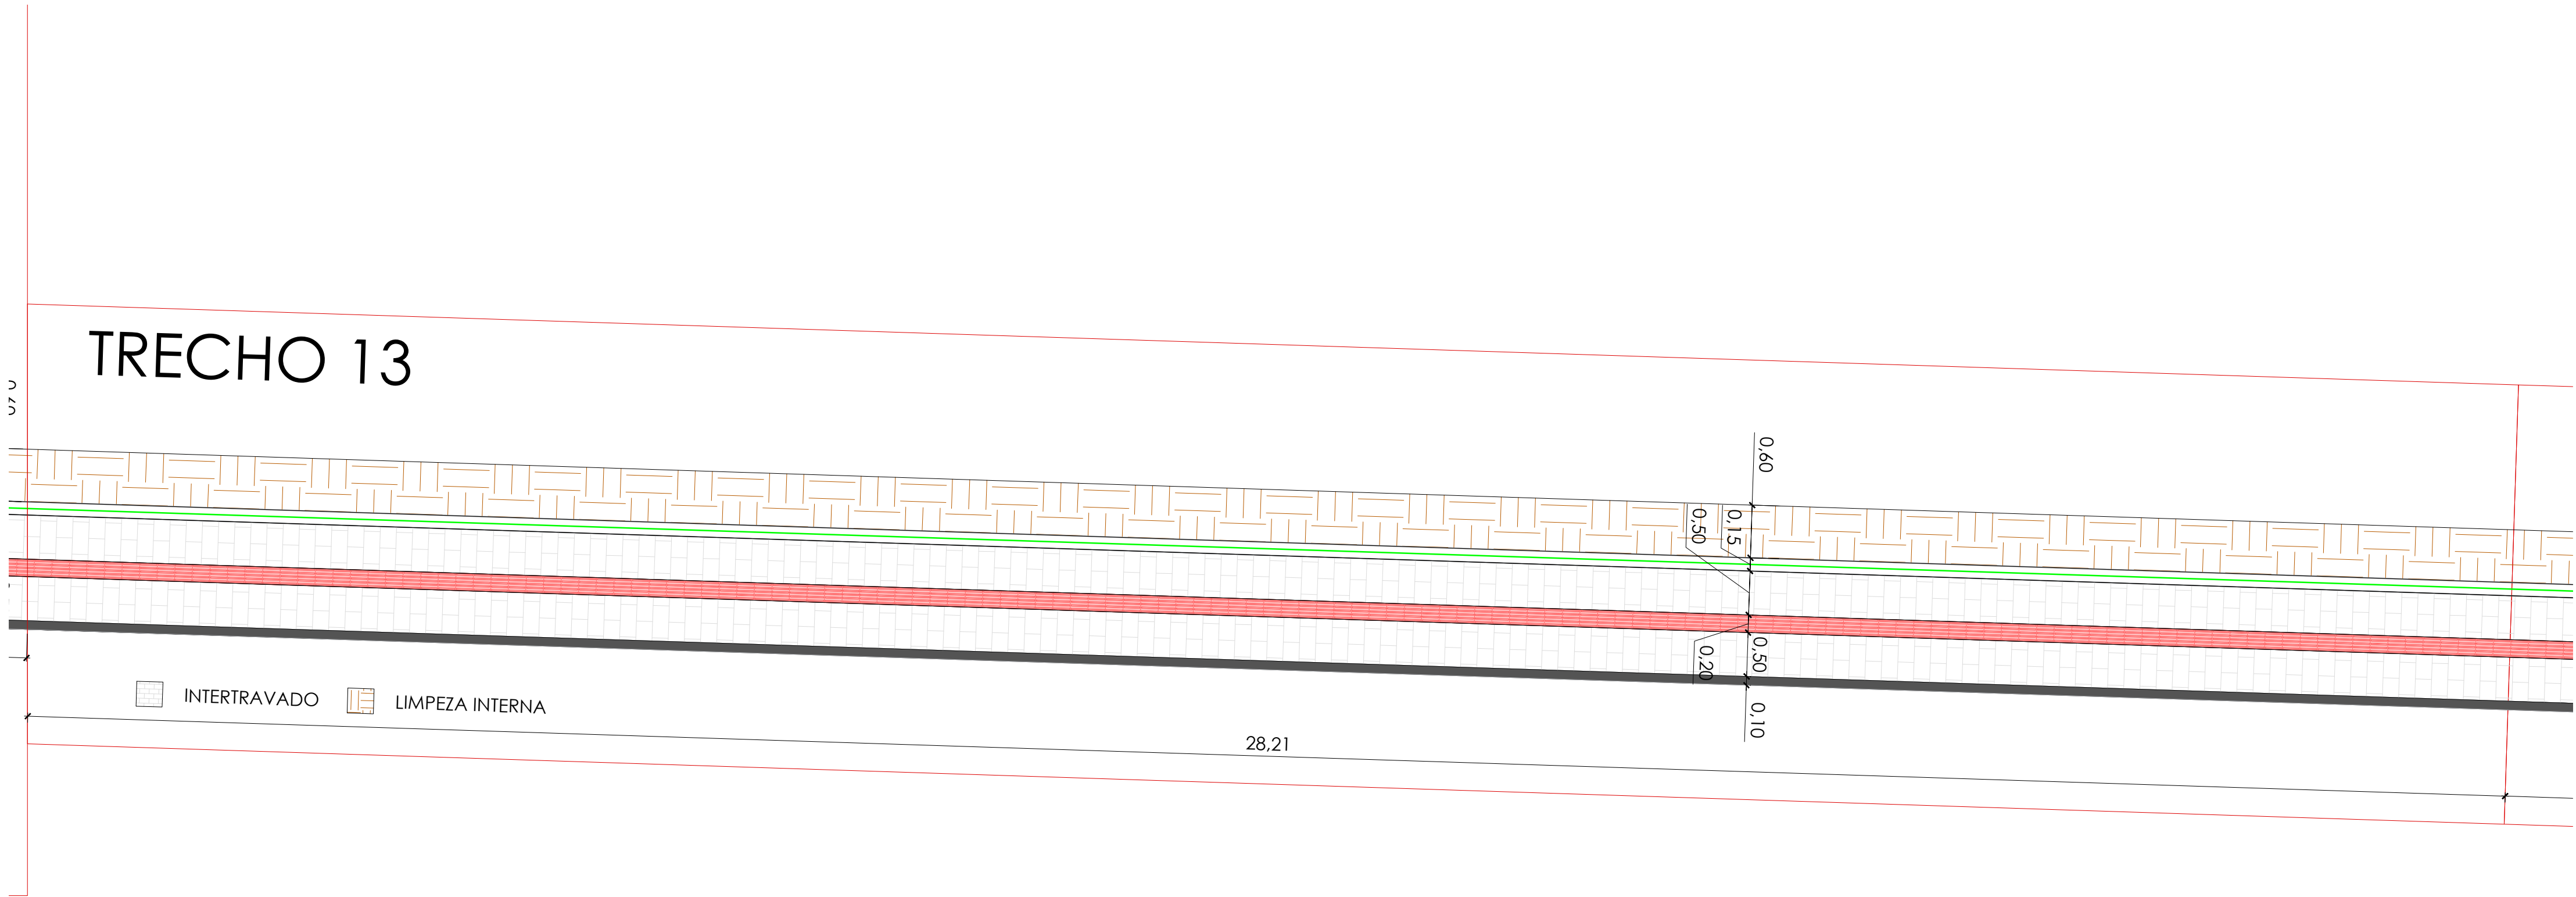 TRECHO 13
0,60
0,50
0,15
0,20
0,50
0,10
INTERTRAVADO
LIMPEZA INTERNA
28,21